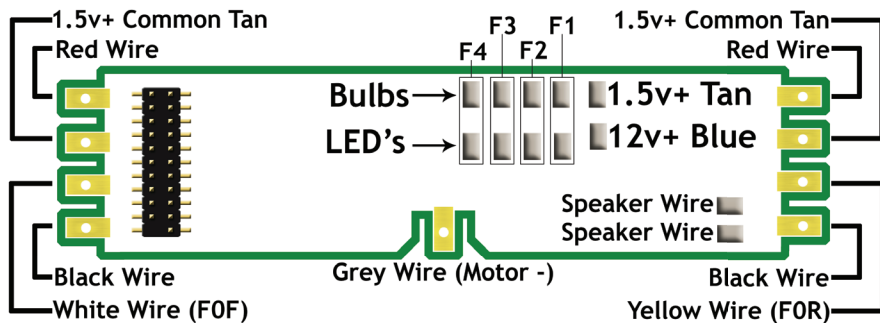 1.5v+ Common Tan
1.5v+ Common Tan
Red Wire
Red Wire
F4
F3
F2
F1
Bulbs
1.5v+ Tan
LED's
12v+ Blue
Speaker Wire
Speaker Wire
Black Wire
Grey Wire (Motor -)
Black Wire
White Wire (F0F)
Yellow Wire (F0R)